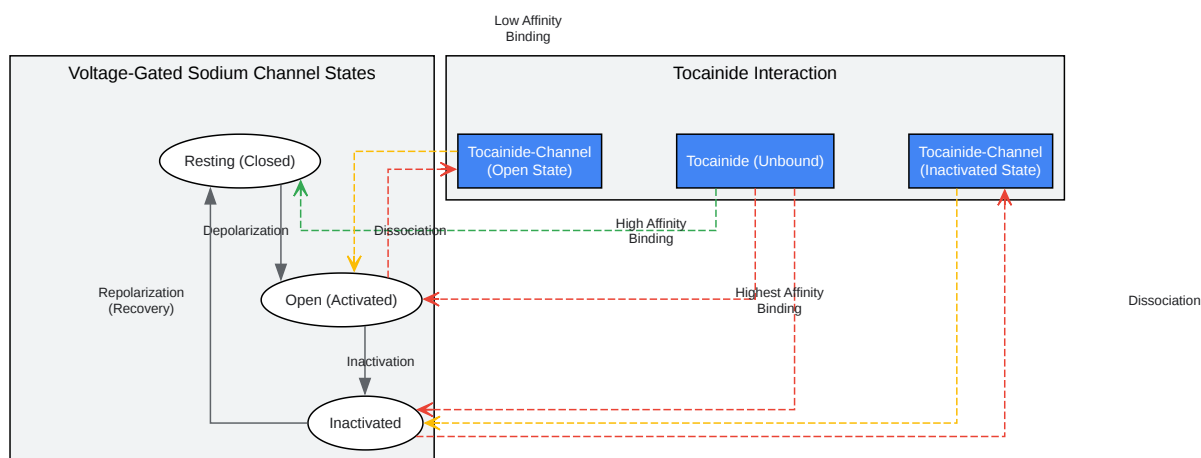 Low Affinity
Binding
Voltage-Gated Sodium Channel States
Tocainide Interaction
Resting (Closed)
Tocainide-Channel
(Open State)
Tocainide (Unbound)
Tocainide-Channel
(Inactivated State)
Depolarization
Dissociation
High Affinity
Binding
Repolarization
(Recovery)
Open (Activated)
Highest Affinity
Binding
Dissociation
Inactivation
Inactivated